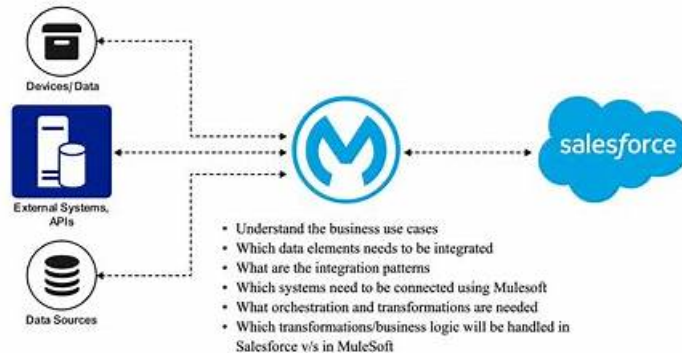 Devices/ Data
External Systems,
APIs
Data Sources
salesforce
• Understand the business use cases
• Which data elements needs to be integrated
• What are the integration patterns
• Which systems need to be connected using Mulesoft
• What orchestration and transformations are needed
• Which transformations/business logic will be handled in
Salesforce v/s in MuleSoft